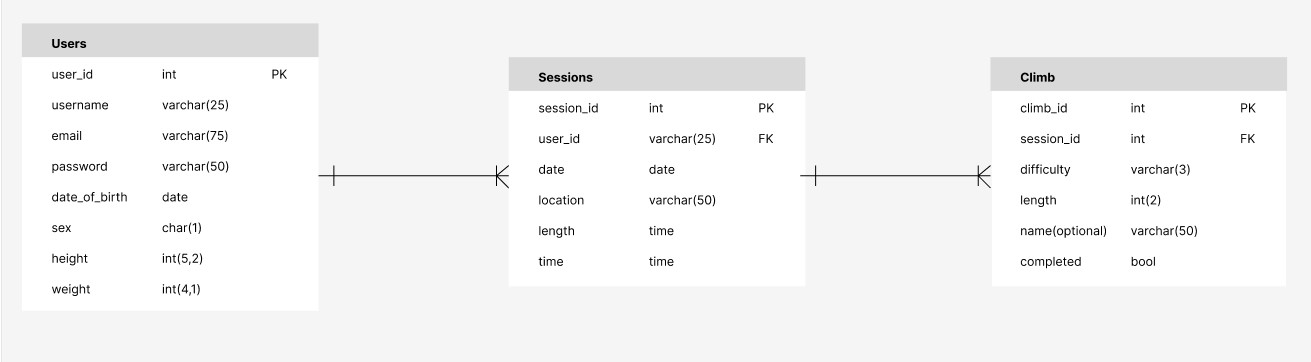 Users
user_id int PK
username varchar(25)
email varchar(75)
password varchar(50)
date_of_birth date
sex char(1)
height int(5,2)
weight int(4,1)
Sessions
session_id int PK
user_id varchar(25) FK
date date
location varchar(50)
length time
time time
Climb
climb_id int PK
session_id int FK
difficulty varchar(3)
length int(2)
name(optional) varchar(50)
completed bool